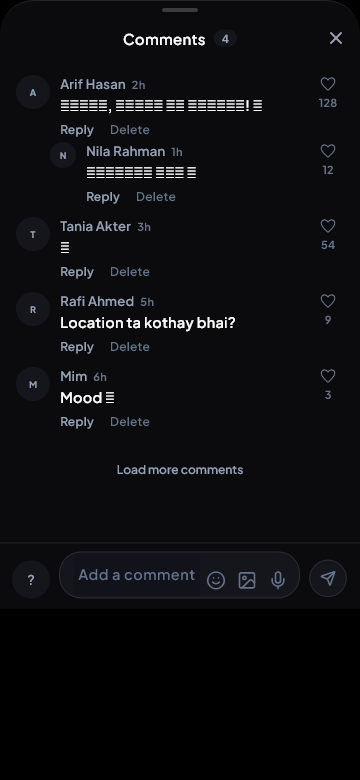 Comments 4
A
Arif Hasan 2h
128
Reply Delete
N
Nila Rahman 1h
12
Reply Delete
T
Tania Akter 3h
54
Reply Delete
R
Rafi Ahmed 5h
Location ta kothay bhai?
9
Reply Delete
M
Mim 6h
Mood
3
Reply Delete
Load more comments
?
Add a comment